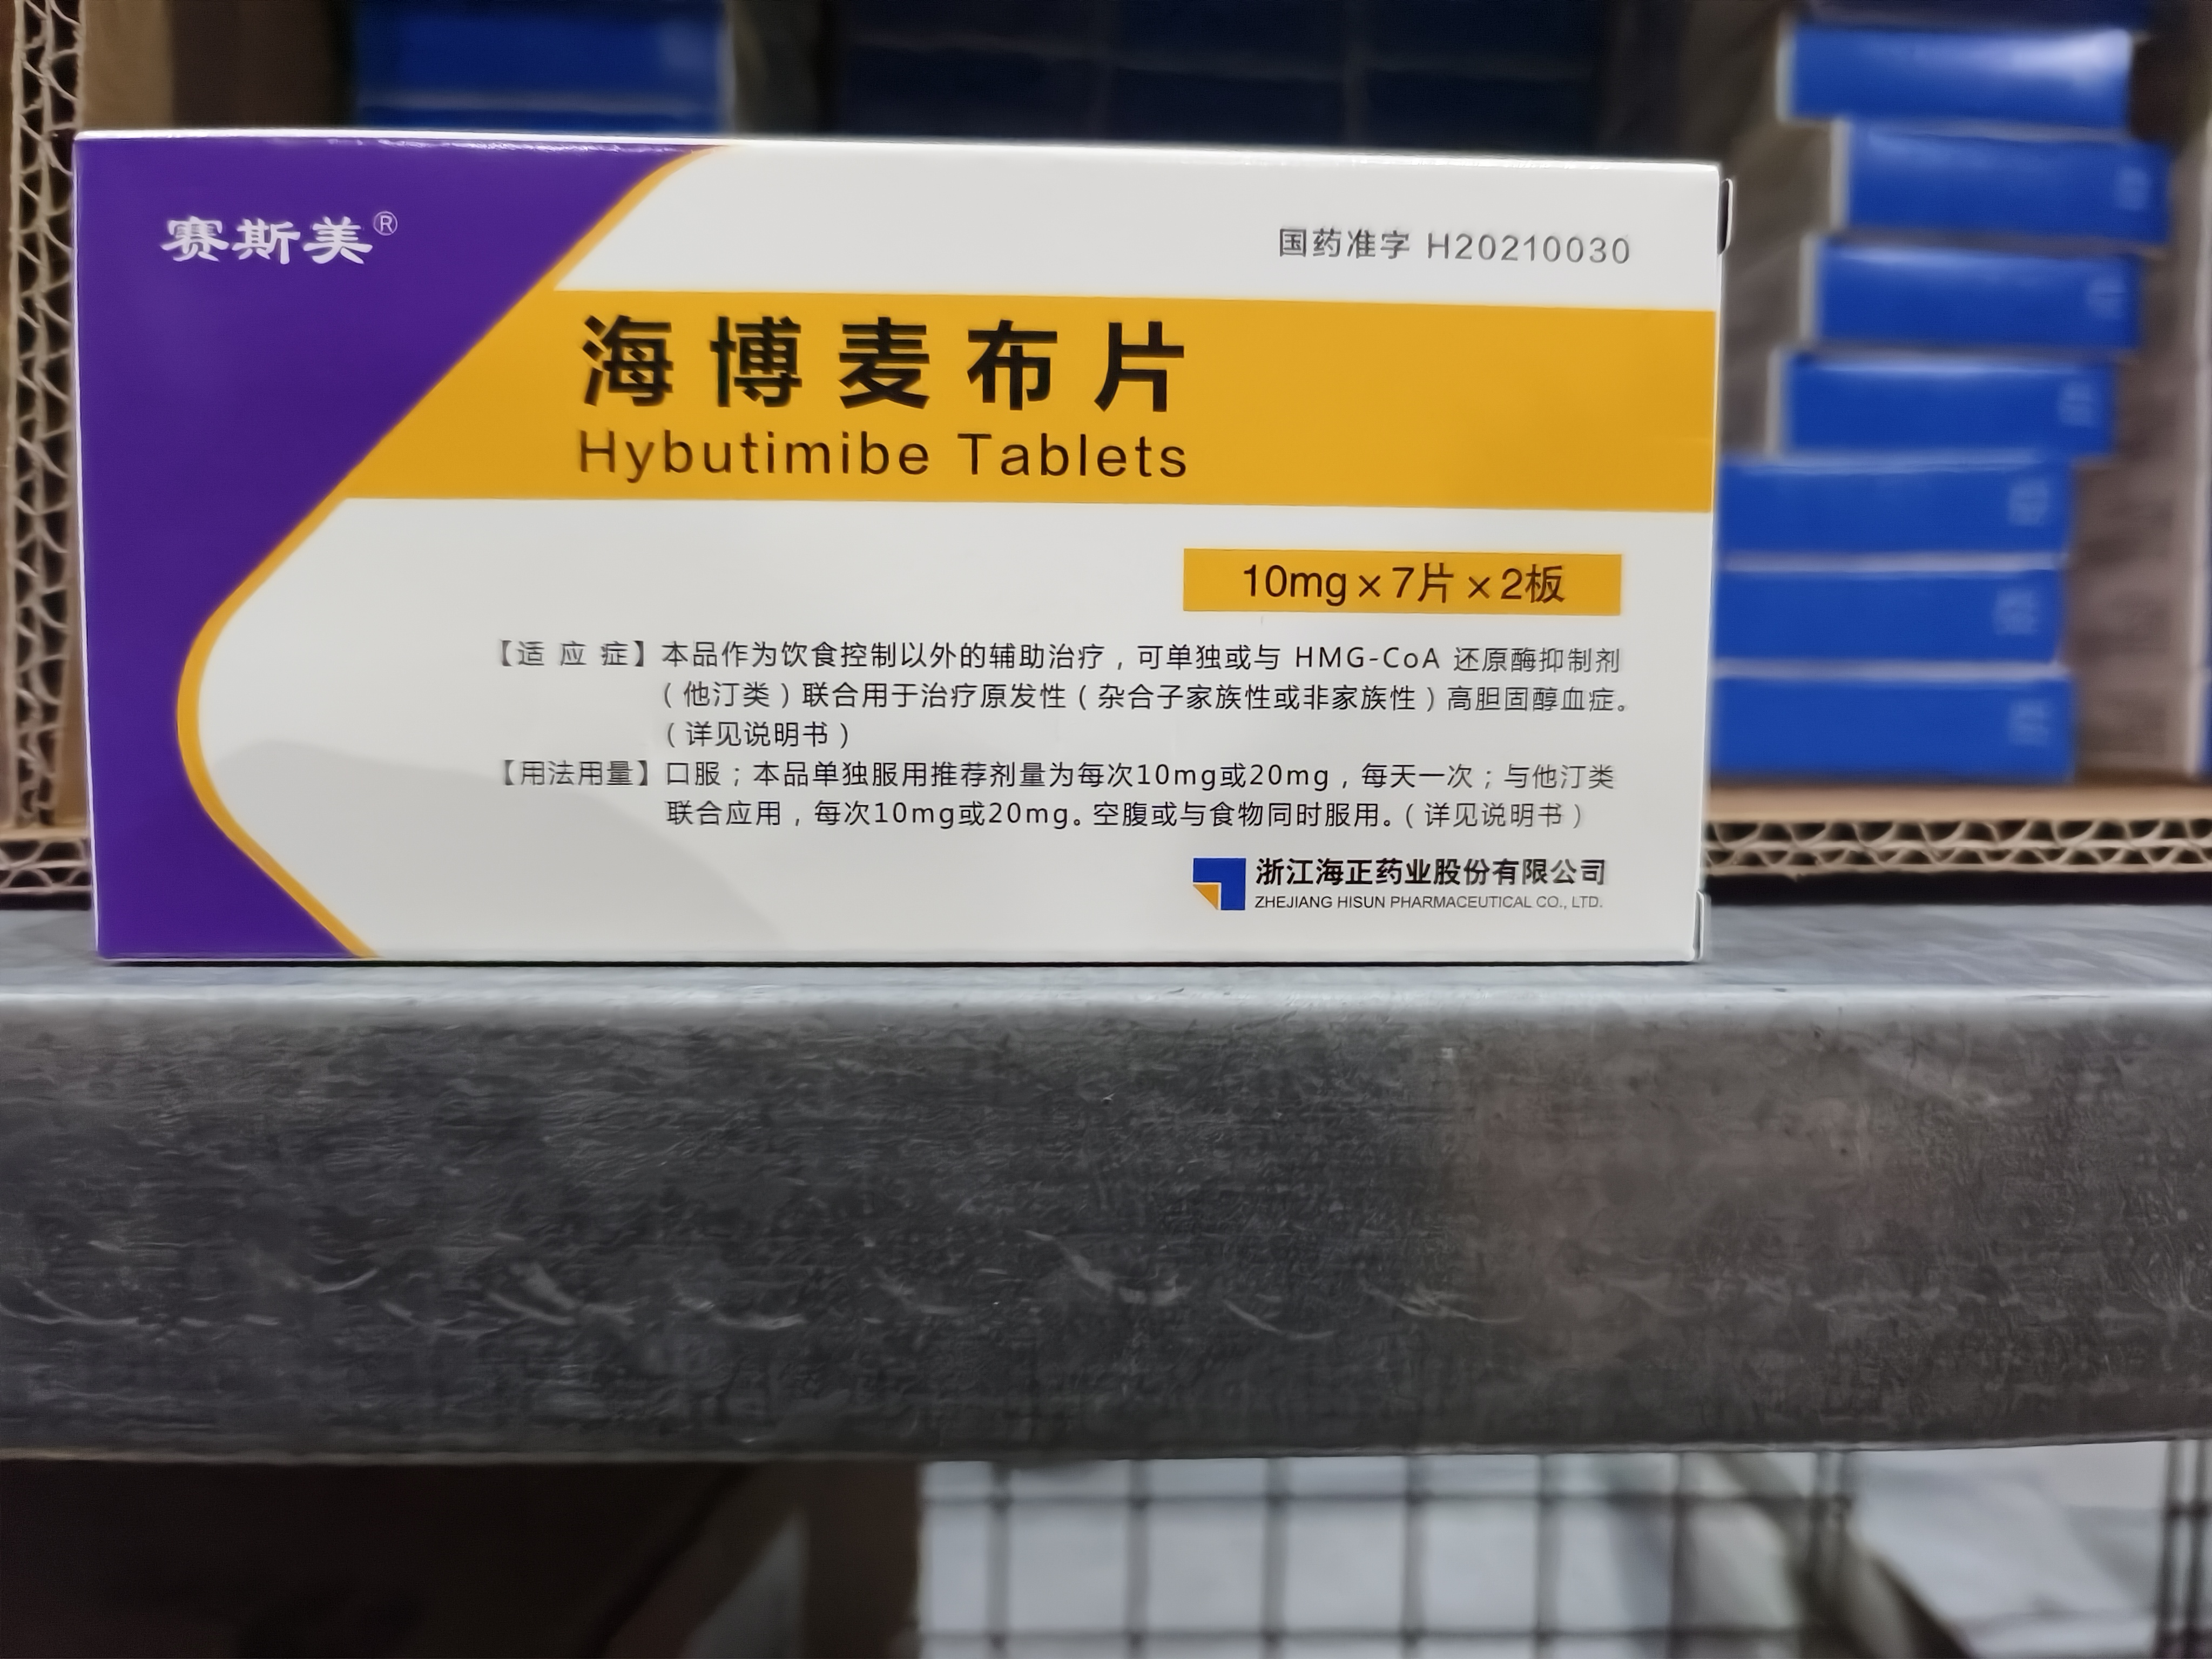 赛斯美®
国药准字 H20210030
海博麦布片
Hybutimibe Tablets
10mg×7片×2板
【适 应 症】本品作为饮食控制以外的辅助治疗，可单独或与 HMG-CoA 还原酶抑制剂
（他汀类）联合用于治疗原发性（杂合子家族性或非家族性）高胆固醇血症。
（详见说明书）
【用法用量】口服；本品单独服用推荐剂量为每次10mg或20mg，每天一次；与他汀类
联合应用，每次10mg或20mg。空腹或与食物同时服用。（详见说明书）
浙江海正药业股份有限公司
ZHEJIANG HISUN PHARMACEUTICAL CO., LTD.